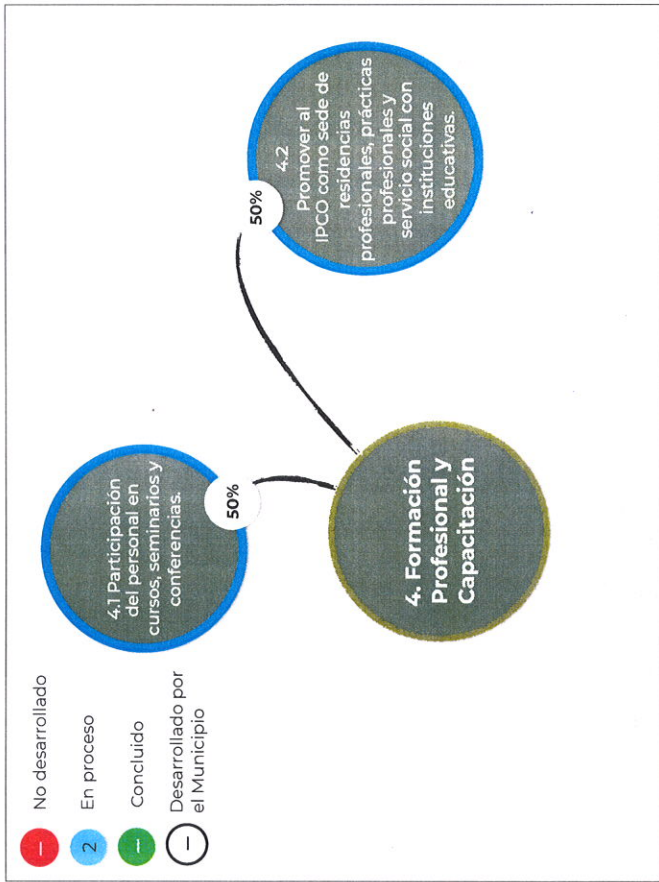 — No desarrollado
2 En proceso
— Concluido
— Desarrollado por
el Municipio
4.1 Participación
del personal en
cursos, seminarios y
conferencias.
50%
4.2
Promover al
IPCO como sede de
residencias
profesionales, prácticas
profesionales y
servicio social con
instituciones
educativas.
50%
4. Formación
Profesional y
Capacitación